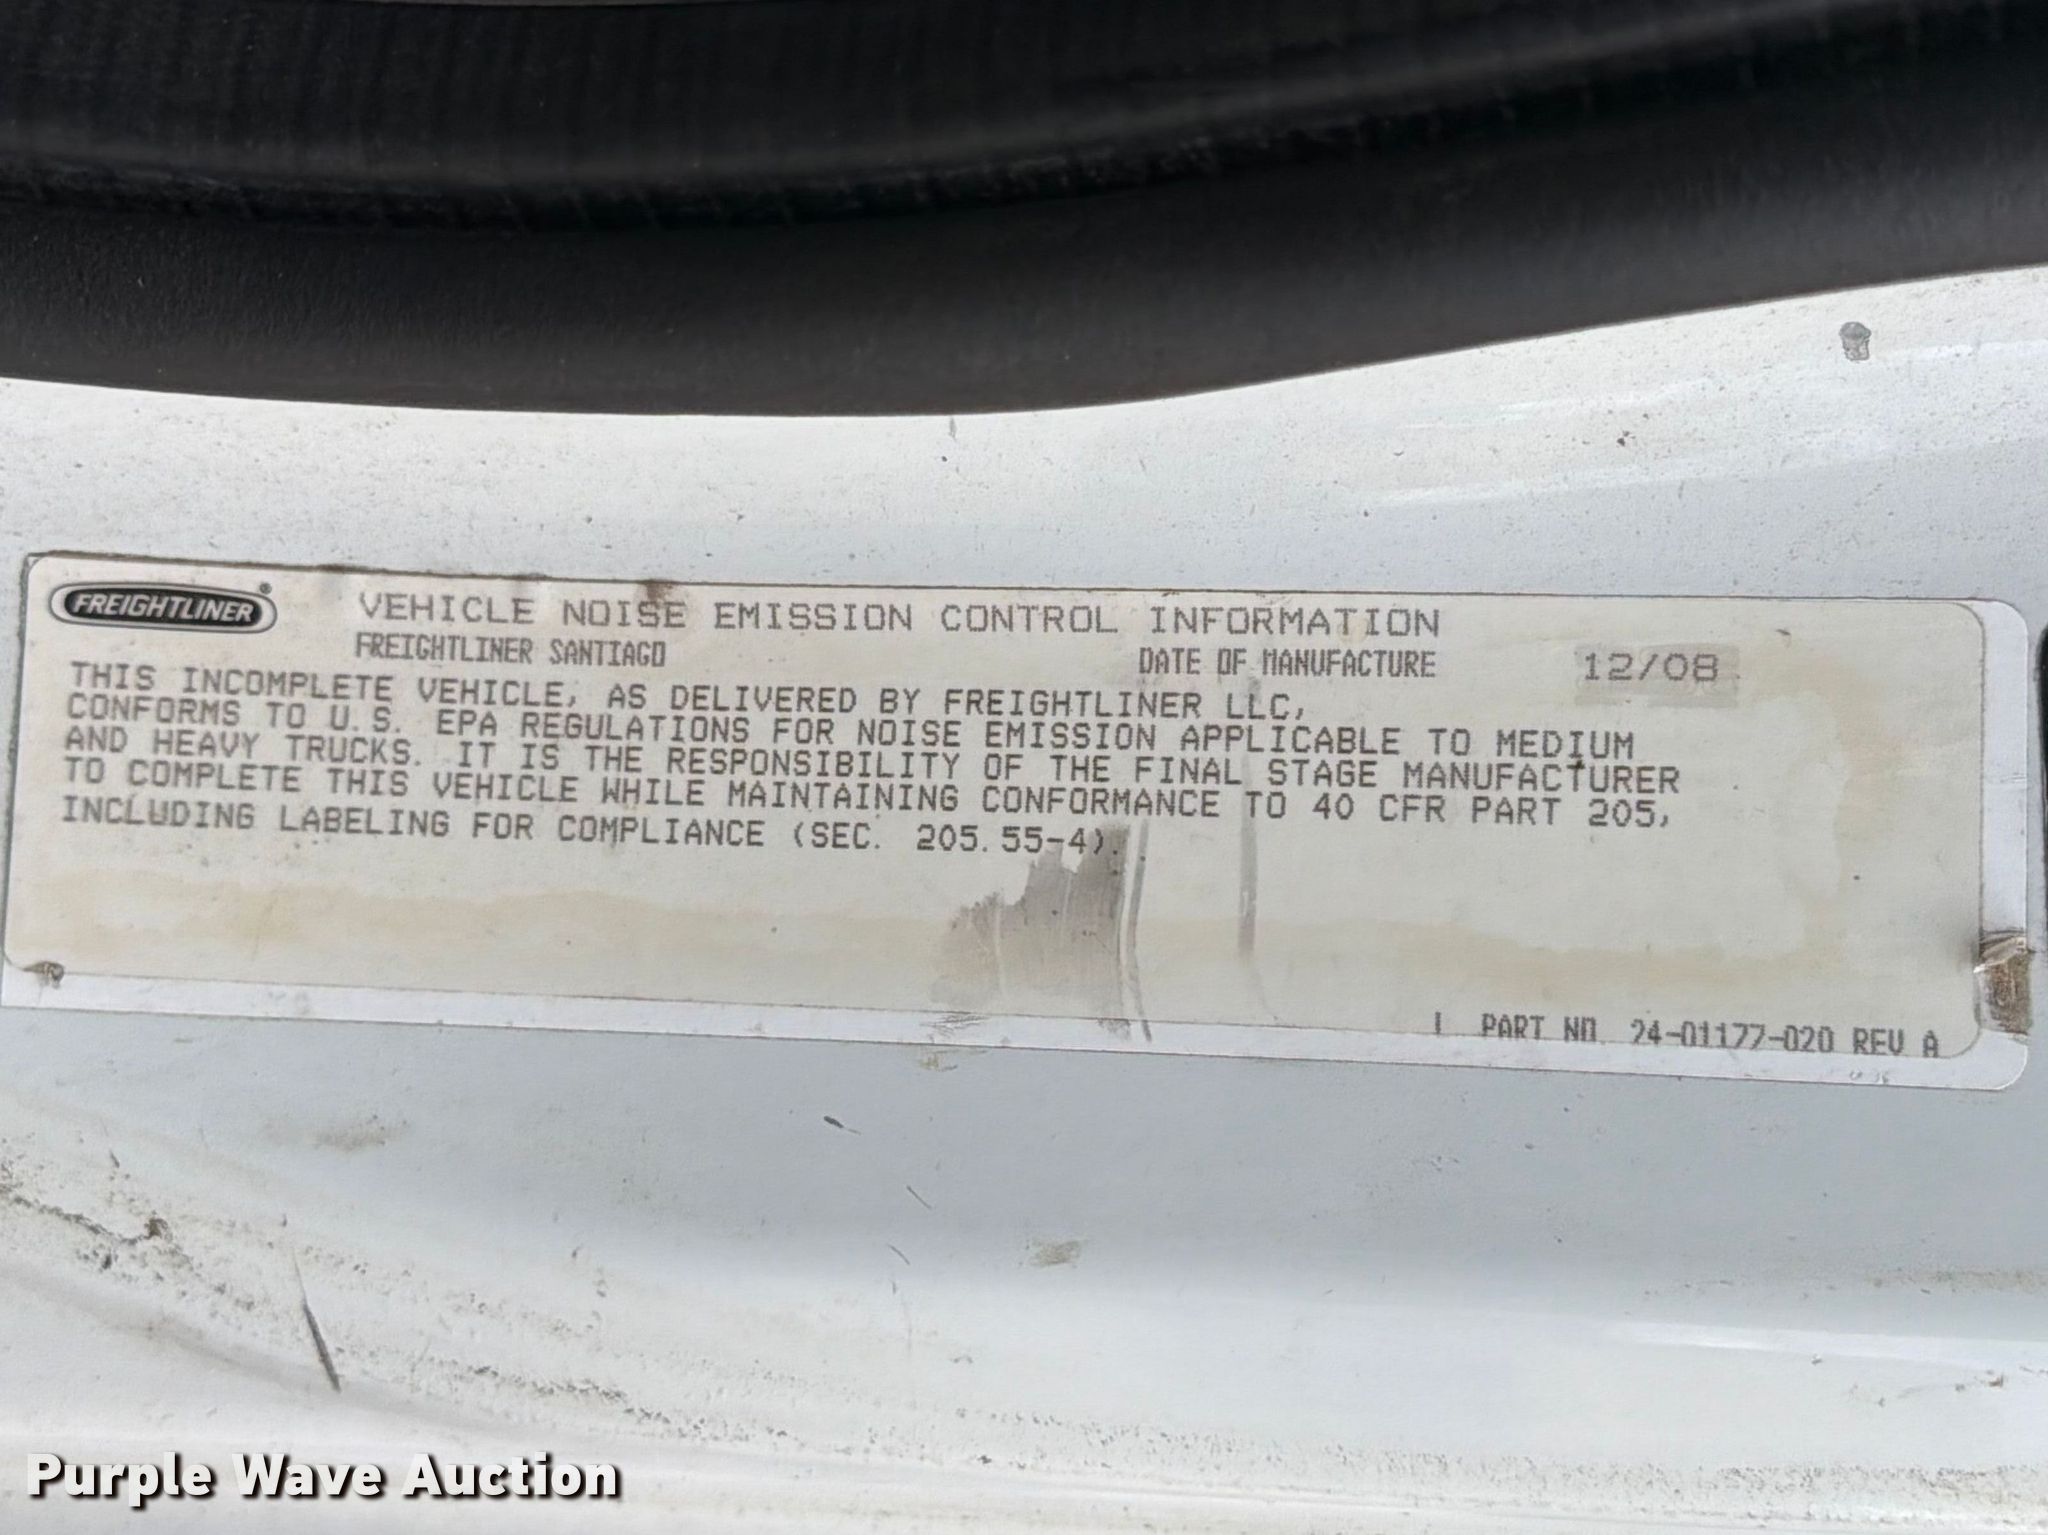 FREIGHTLINER®
VEHICLE NOISE EMISSION CONTROL INFORMATION
FREIGHTLINER SANTIAGO
DATE OF MANUFACTURE 12/08
THIS INCOMPLETE VEHICLE, AS DELIVERED BY FREIGHTLINER LLC,
CONFORMS TO U.S. EPA REGULATIONS FOR NOISE EMISSION APPLICABLE TO MEDIUM
AND HEAVY TRUCKS. IT IS THE RESPONSIBILITY OF THE FINAL STAGE MANUFACTURER
TO COMPLETE THIS VEHICLE WHILE MAINTAINING CONFORMANCE TO 40 CFR PART 205,
INCLUDING LABELING FOR COMPLIANCE (SEC. 205.55-4).
PART NO. 24-01177-020 REV A
Purple Wave Auction